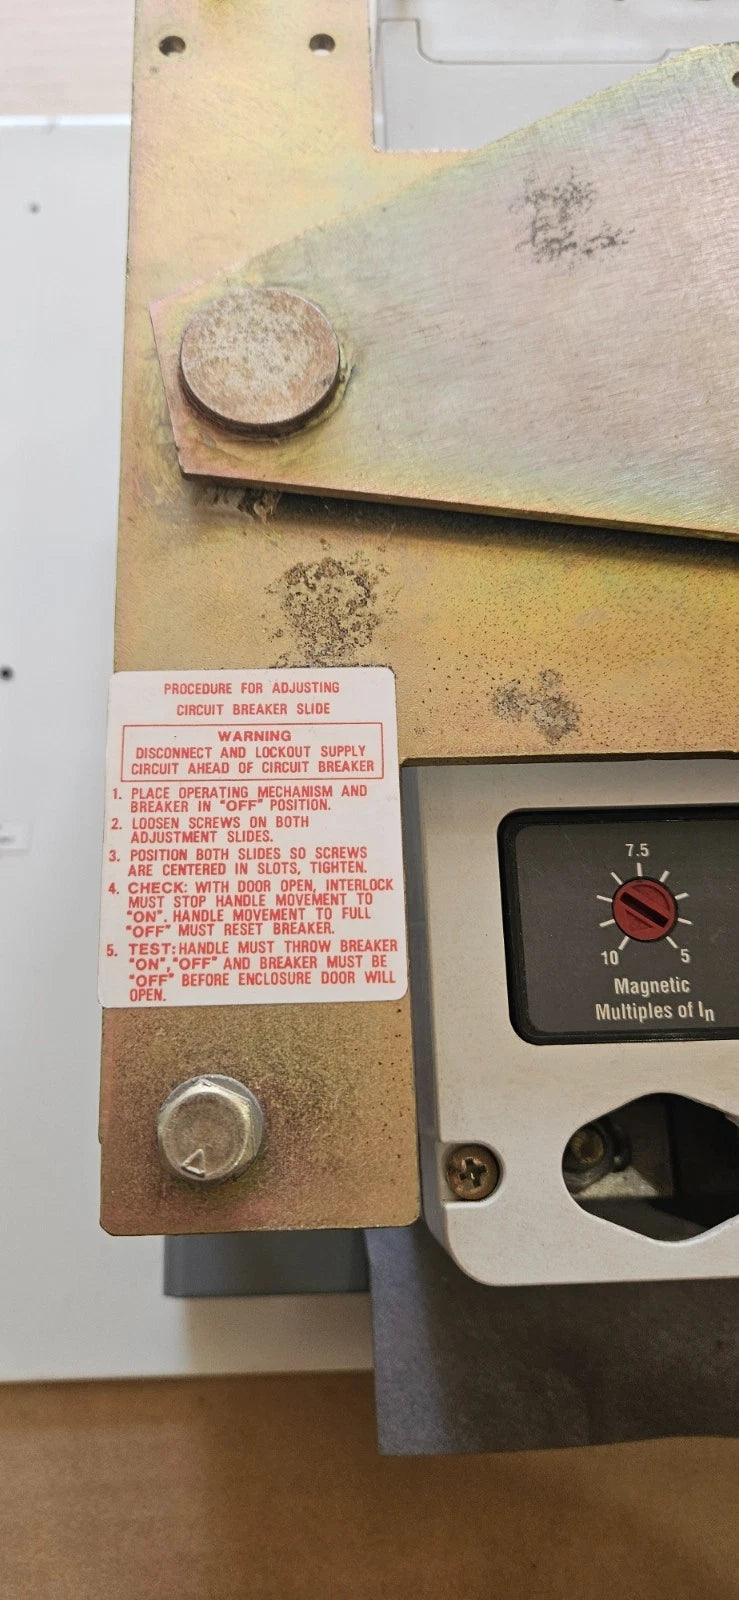 PROCEDURE FOR ADJUSTING
CIRCUIT BREAKER SLIDE
WARNING
DISCONNECT AND LOCKOUT SUPPLY
CIRCUIT AHEAD OF CIRCUIT BREAKER
1. PLACE OPERATING MECHANISM AND
BREAKER IN "OFF" POSITION.
2. LOOSEN SCREWS ON BOTH
ADJUSTMENT SLIDES.
3. POSITION BOTH SLIDES SO SCREWS
ARE CENTERED IN SLOTS, TIGHTEN.
4. CHECK: WITH DOOR OPEN, INTERLOCK
MUST STOP HANDLE MOVEMENT TO
"ON". HANDLE MOVEMENT TO FULL
"OFF" MUST RESET BREAKER.
5. TEST: HANDLE MUST THROW BREAKER
"ON", "OFF" AND BREAKER MUST BE
"OFF" BEFORE ENCLOSURE DOOR WILL
OPEN.
7.5
10 5
Magnetic
Multiples of In